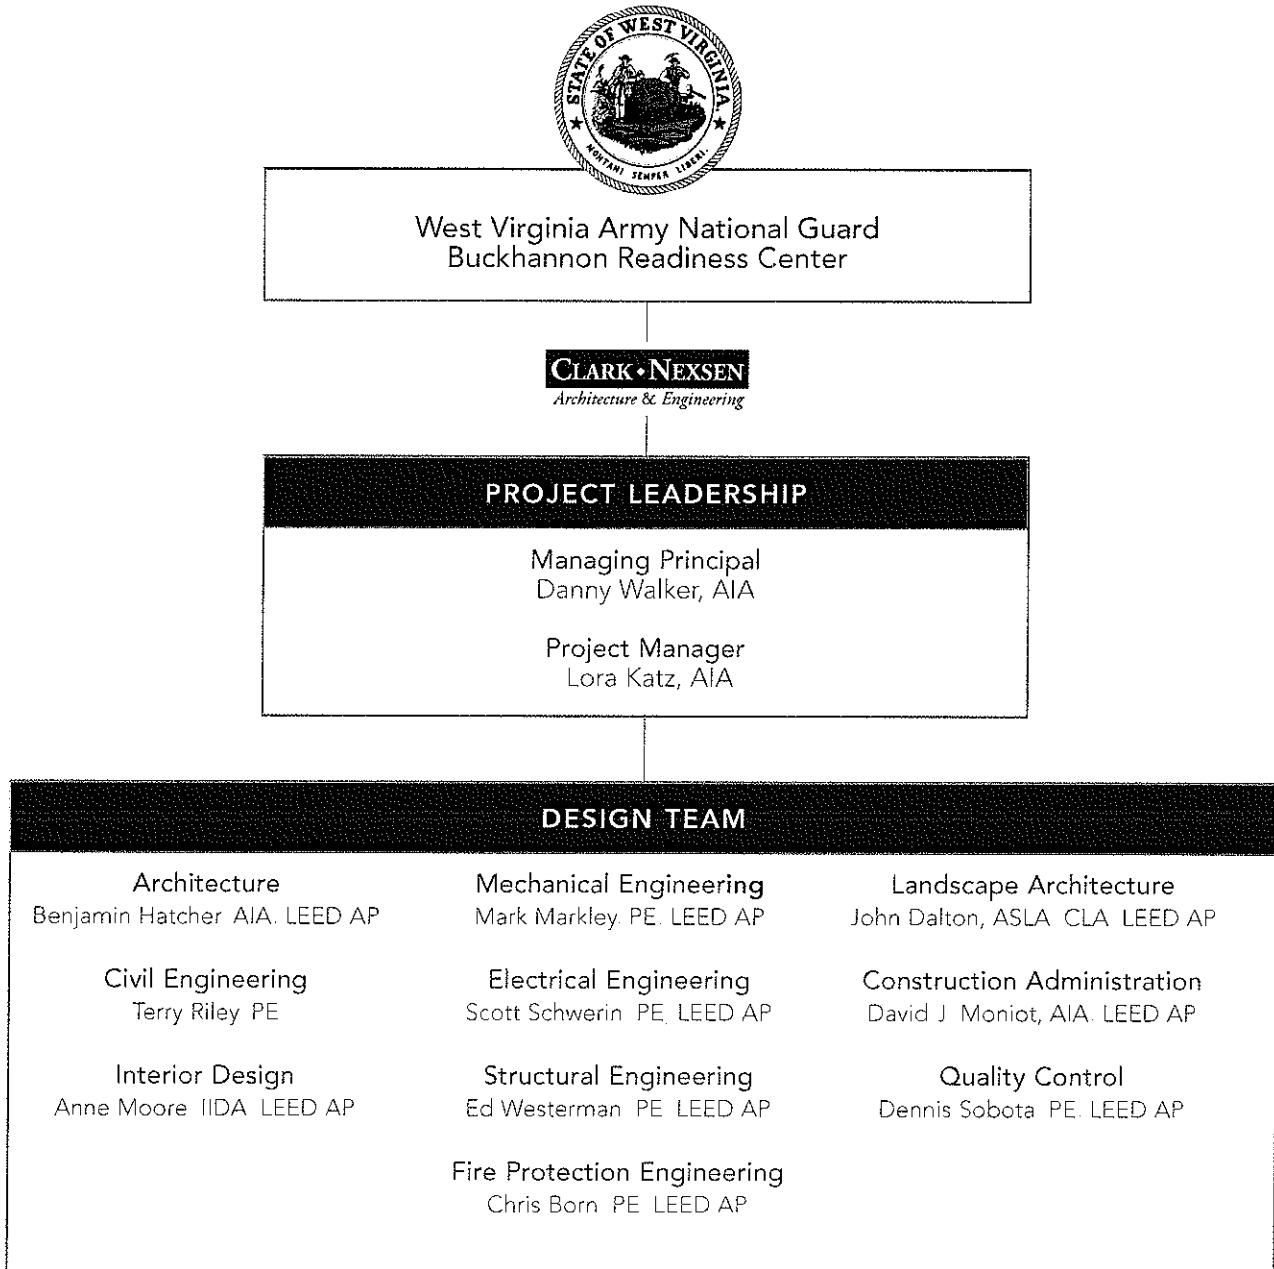 STATE OF WEST VIRGINIA
MONTANI SEMPER LIBERI.
West Virginia Army National Guard
Buckhannon Readiness Center
CLARK • NEXSEN
Architecture & Engineering
PROJECT LEADERSHIP
Managing Principal
Danny Walker, AIA
Project Manager
Lora Katz, AIA
DESIGN TEAM
Architecture
Benjamin Hatcher AIA. LEED AP
Civil Engineering
Terry Riley PE
Interior Design
Anne Moore IIDA LEED AP
Mechanical Engineering
Mark Markley. PE. LEED AP
Electrical Engineering
Scott Schwerin PE. LEED AP
Structural Engineering
Ed Westerman PE LEED AP
Fire Protection Engineering
Chris Born PE LEED AP
Landscape Architecture
John Dalton, ASLA CLA LEED AP
Construction Administration
David J Moniot, AIA. LEED AP
Quality Control
Dennis Sobota PE. LEED AP